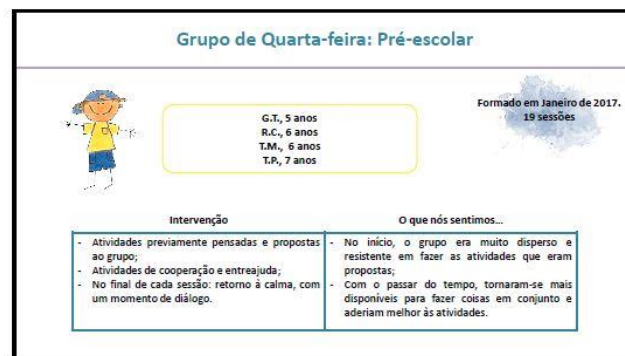 Grupo de Quarta-feira: Pré-escolar
Formado em Janeiro de 2017.
19 sessões
G.T., 5 anos
R.C., 6 anos
T.M., 6 anos
T.P., 7 anos
Intervenção
- Atividades previamente pensadas e propostas
ao grupo;
- Atividades de cooperação e entreajuda;
- No final de cada sessão: retorno à calma, com
um momento de diálogo.
O que nós sentimos...
- No início, o grupo era muito disperso e
resistente em fazer as atividades que eram
propostas;
- Com o passar do tempo, tornaram-se mais
disponíveis para fazer coisas em conjunto e
aderiam melhor às atividades.